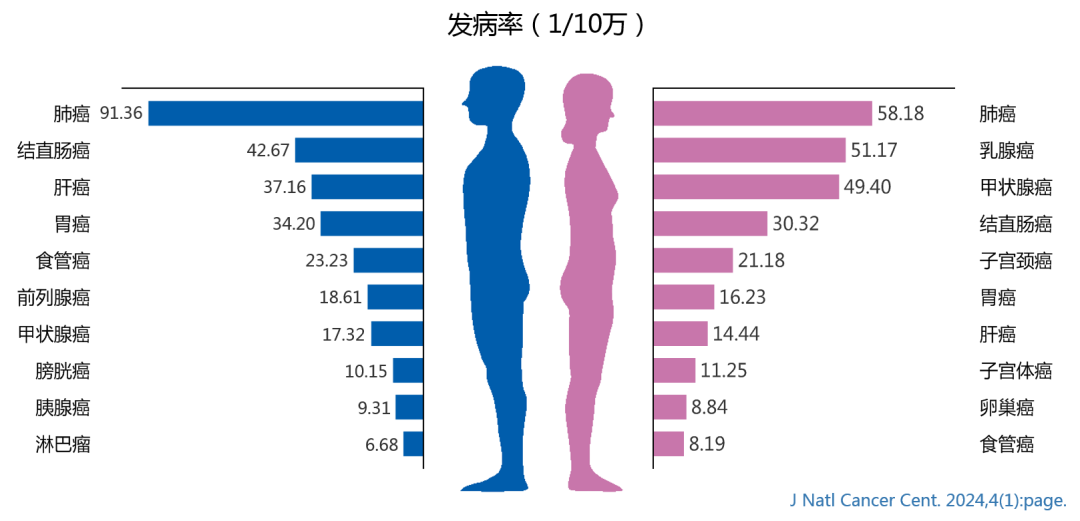 发病率（1/10万）
肺癌 91.36 58.18 肺癌
结直肠癌 42.67 51.17 乳腺癌
肝癌 37.16 49.40 甲状腺癌
胃癌 34.20 30.32 结直肠癌
食管癌 23.23 21.18 子宫颈癌
前列腺癌 18.61 16.23 胃癌
甲状腺癌 17.32 14.44 肝癌
膀胱癌 10.15 11.25 子宫体癌
胰腺癌 9.31 8.84 卵巢癌
淋巴瘤 6.68 8.19 食管癌
J Natl Cancer Cent. 2024,4(1):page.